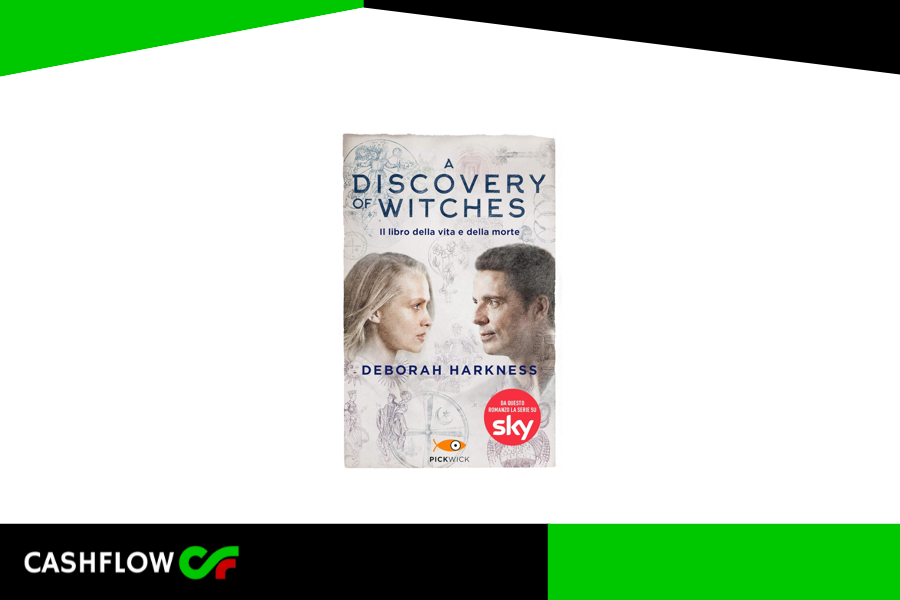 A
DISCOVERY
OF WITCHES
Il libro della vita e della morte
DEBORAH HARKNESS
DA QUESTO
ROMANZO LA SERIE SU
sky
PICKWICK
CASHFLOW